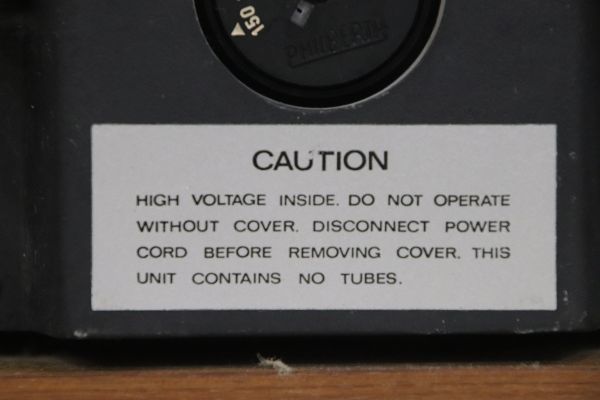 150
CAUTION
HIGH VOLTAGE INSIDE. DO NOT OPERATE
WITHOUT COVER. DISCONNECT POWER
CORD BEFORE REMOVING COVER. THIS
UNIT CONTAINS NO TUBES.